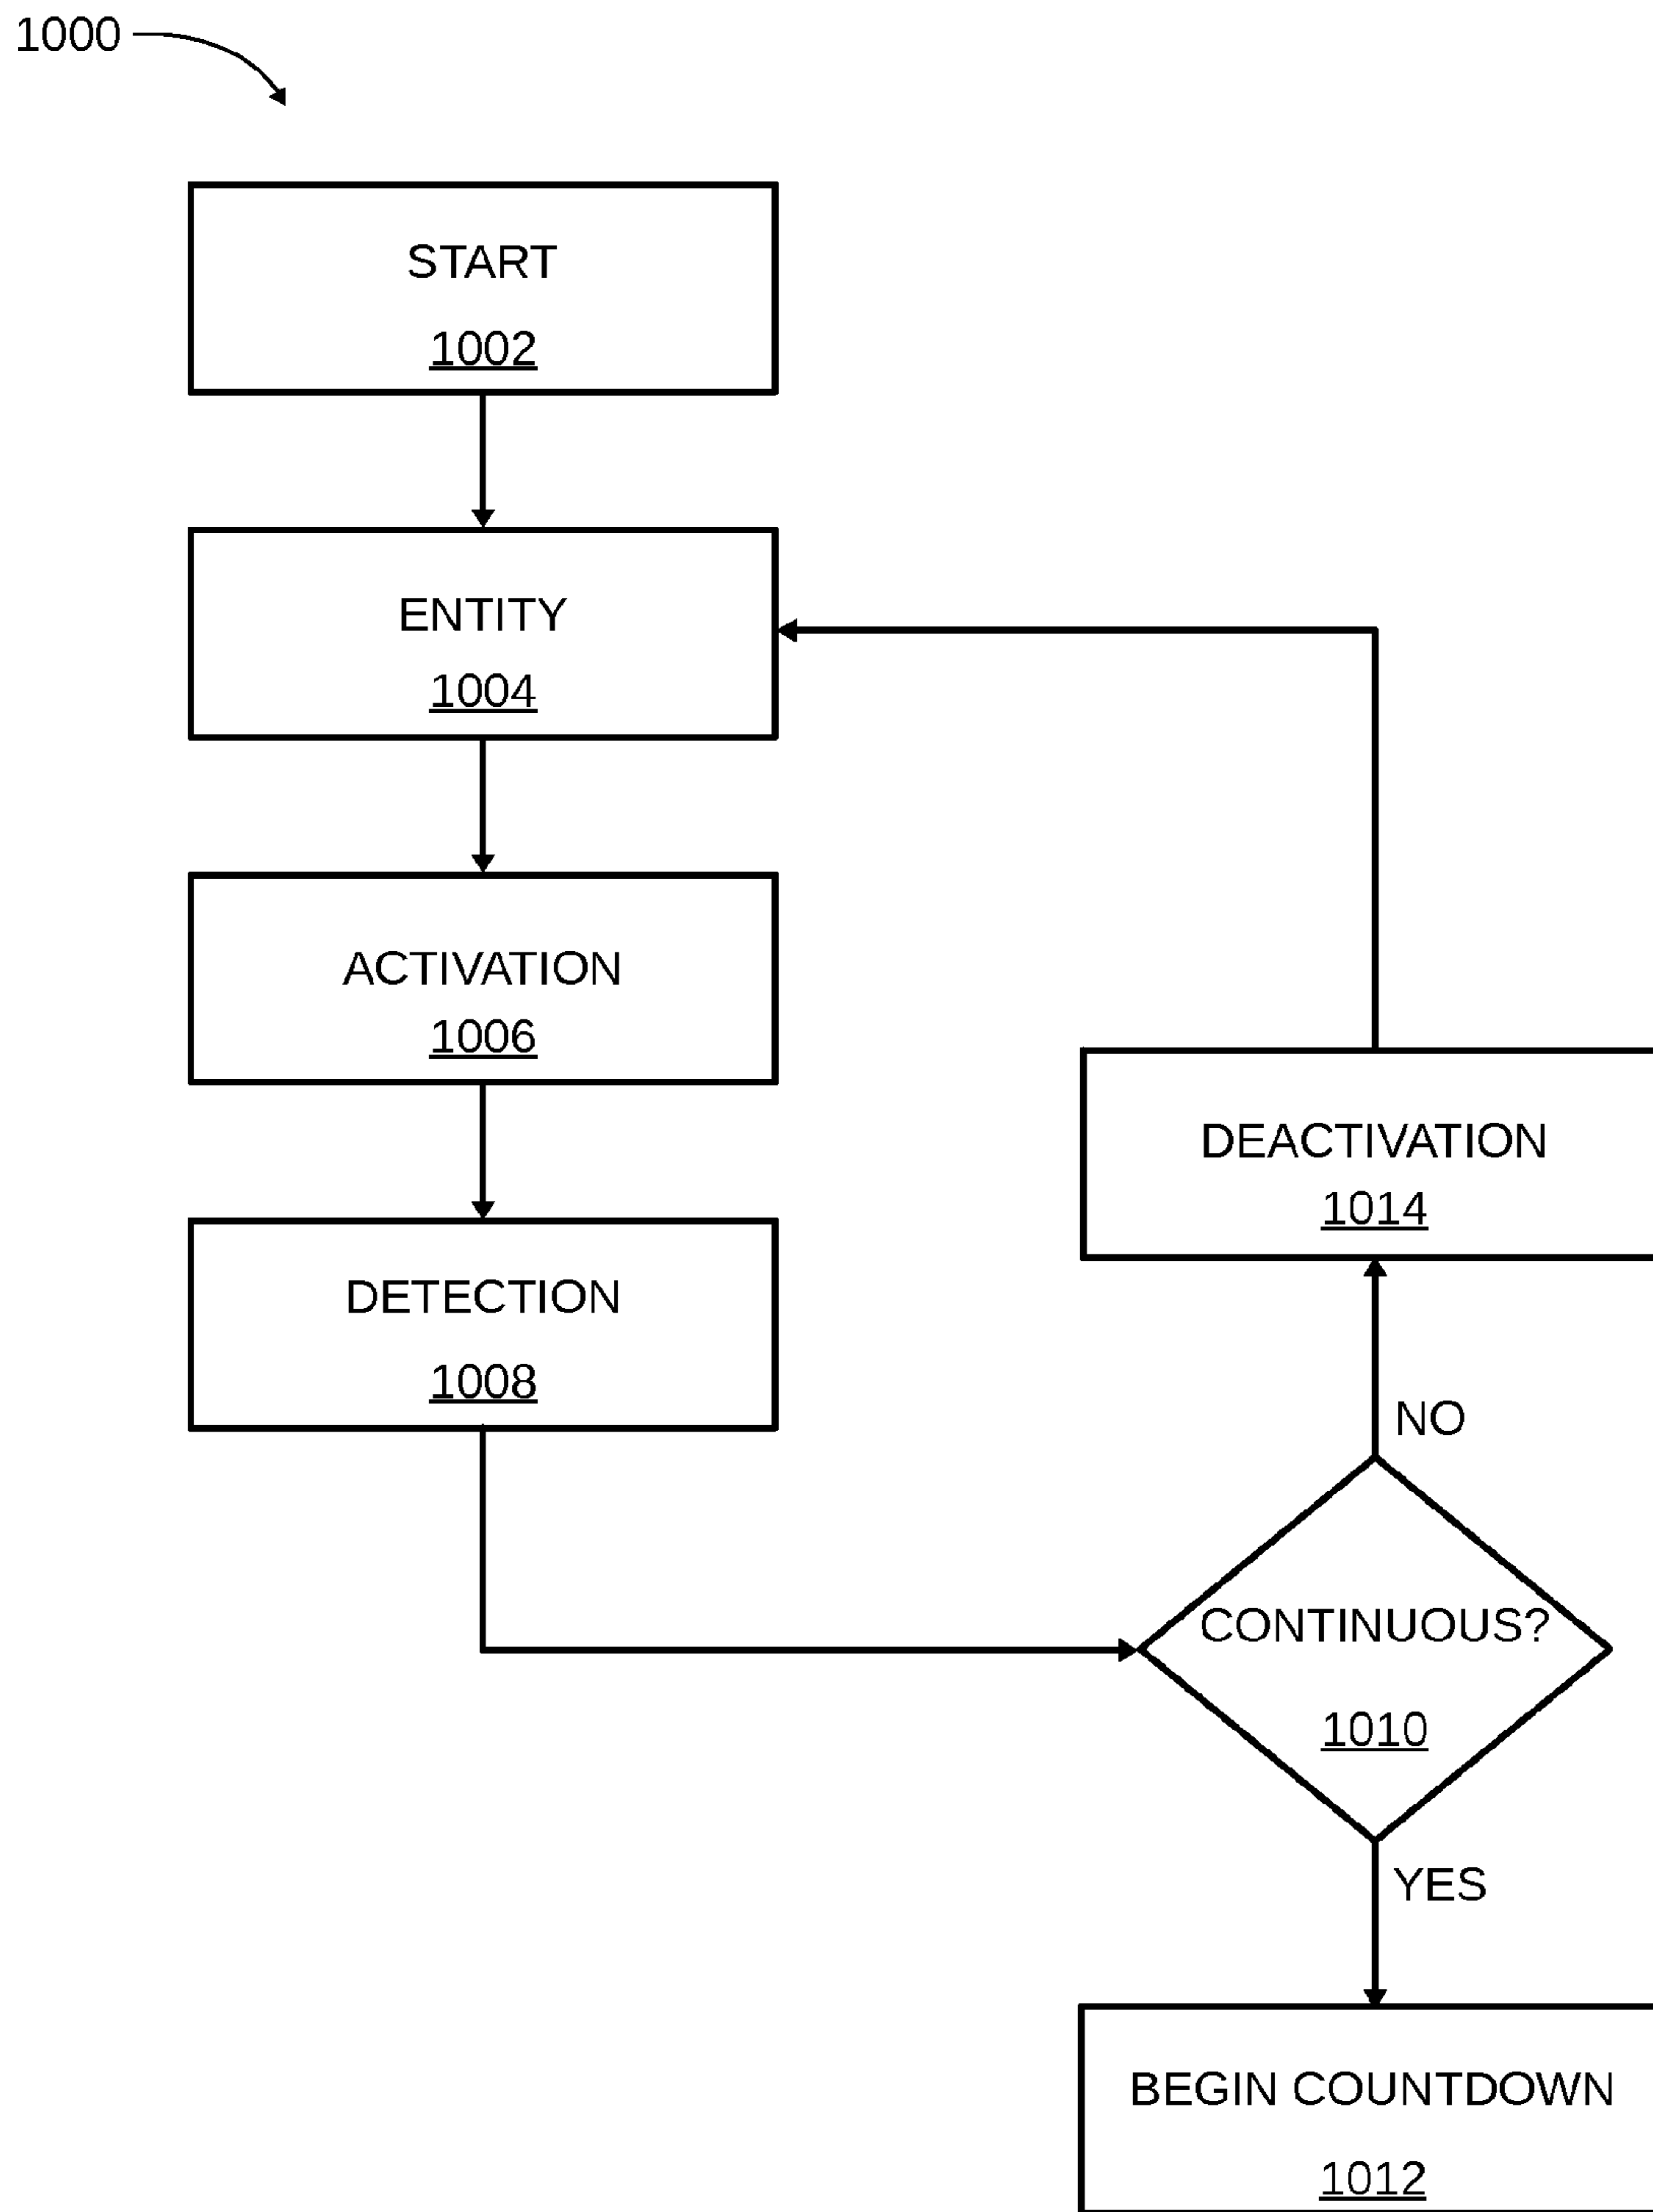 1000
START
1002
ENTITY
1004
ACTIVATION
1006
DETECTION
1008
DEACTIVATION
1014
NO
CONTINUOUS?
1010
YES
BEGIN COUNTDOWN
1012